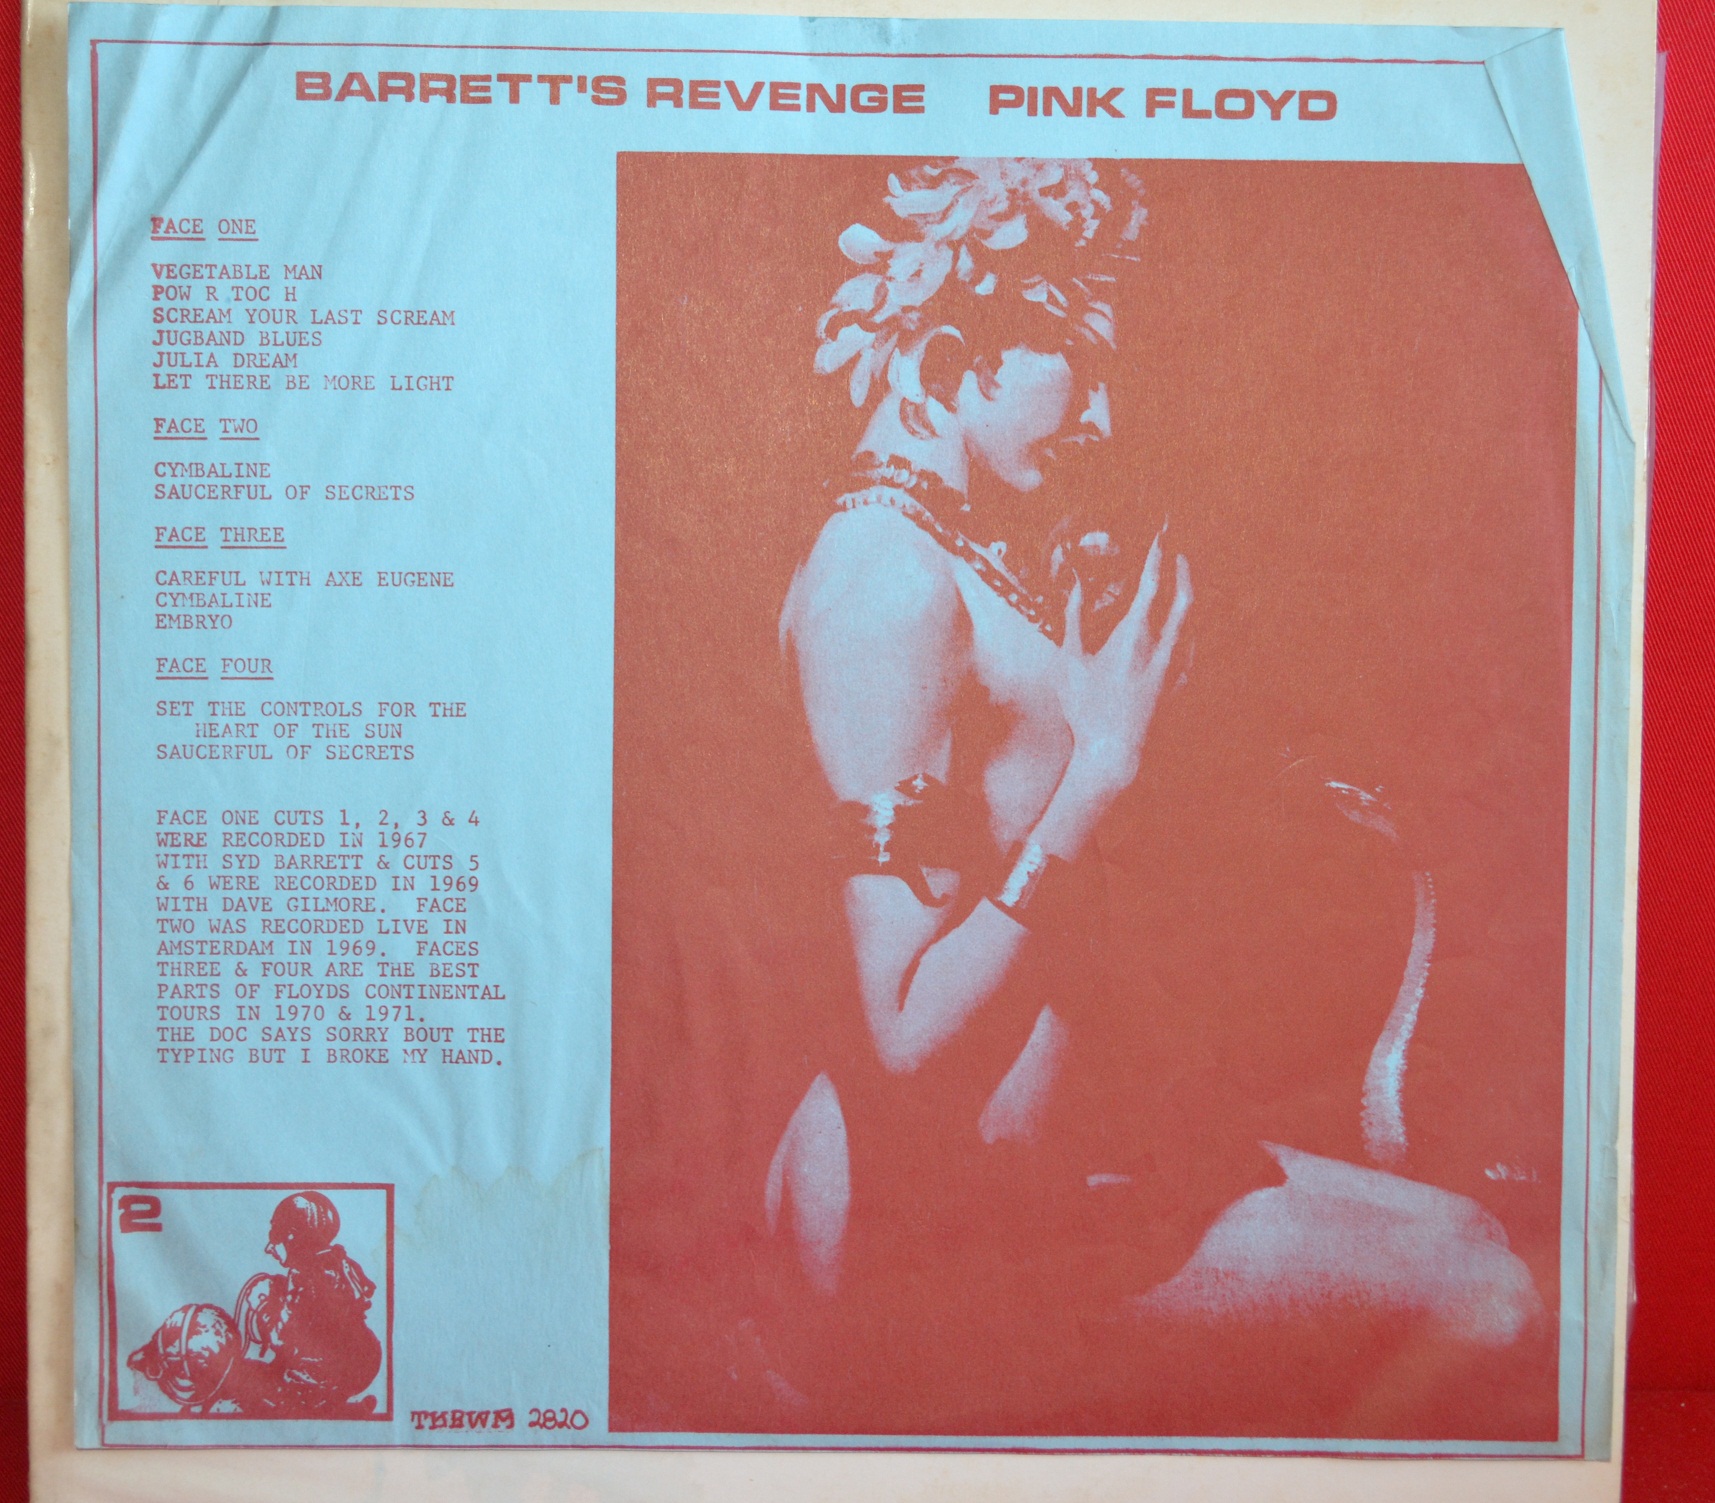 BARRETT'S REVENGE PINK FLOYD
FACE ONE
VEGETABLE MAN
POW R TOC H
SCREAM YOUR LAST SCREAM
JUGBAND BLUES
JULIA DREAM
LET THERE BE MORE LIGHT
FACE TWO
CYMBALINE
SAUCERFUL OF SECRETS
FACE THREE
CAREFUL WITH AXE EUGENE
CYMBALINE
EMBRYO
FACE FOUR
SET THE CONTROLS FOR THE
HEART OF THE SUN
SAUCERFUL OF SECRETS
FACE ONE CUTS 1, 2, 3 & 4
WERE RECORDED IN 1967
WITH SYD BARRETT & CUTS 5
& 6 WERE RECORDED IN 1969
WITH DAVE GILMORE. FACE
TWO WAS RECORDED LIVE IN
AMSTERDAM IN 1969. FACES
THREE & FOUR ARE THE BEST
PARTS OF FLOYDS CONTINENTAL
TOURS IN 1970 & 1971.
THE DOC SAYS SORRY BOUT THE
TYPING BUT I BROKE MY HAND.
2
2820